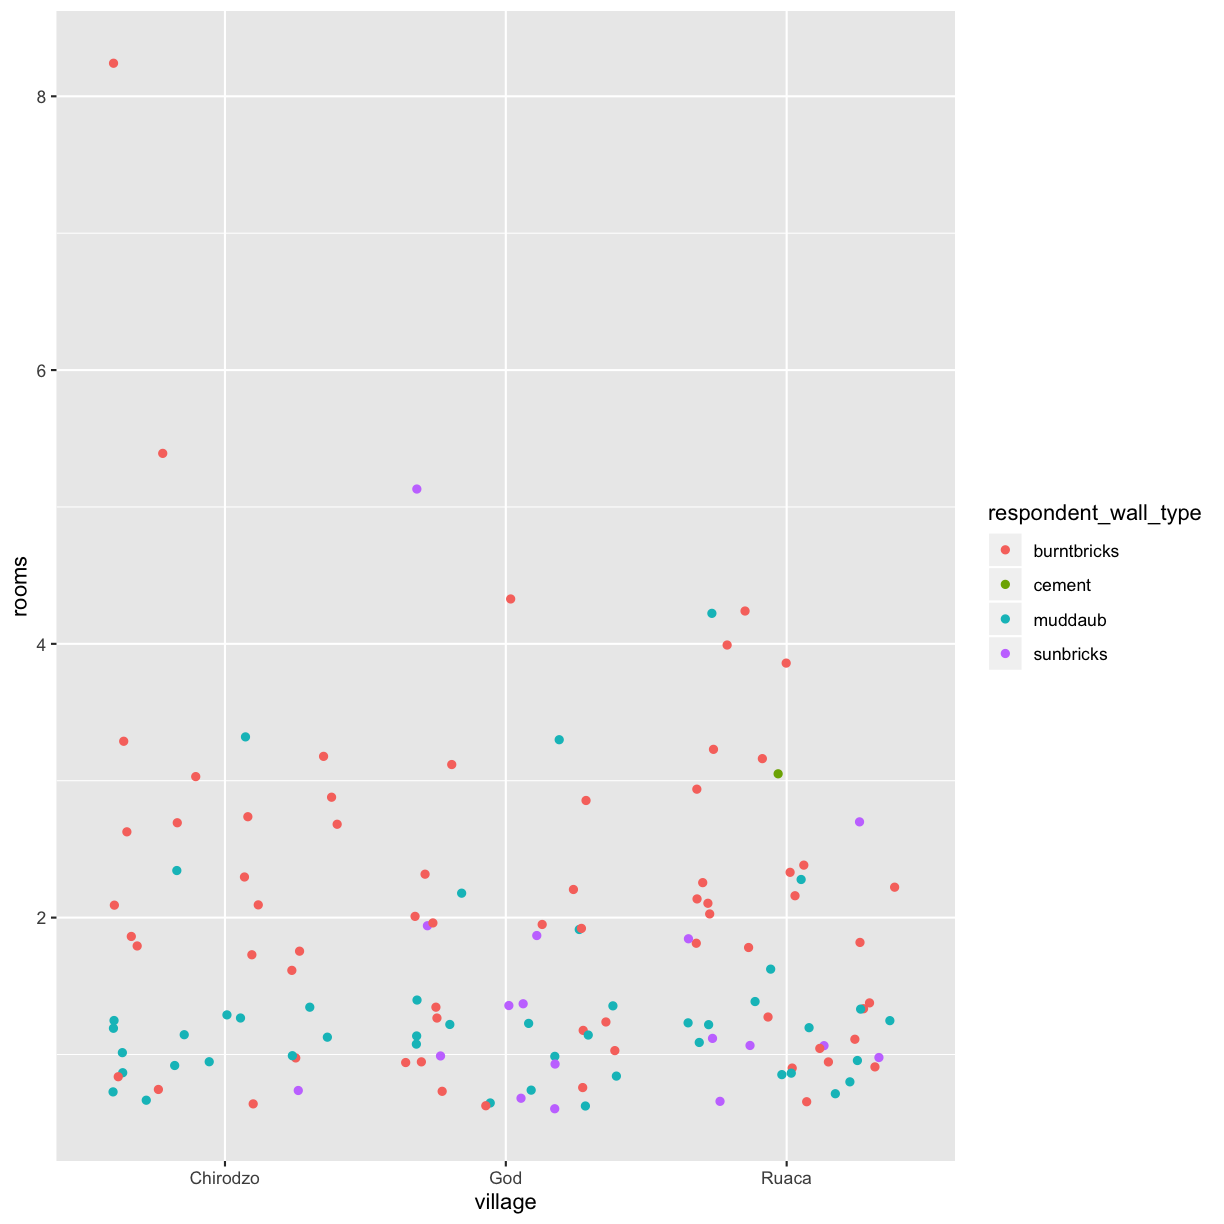 8
6
4
2
rooms
Chirodzo
God
Ruaca
village
respondent_wall_type
burntbricks
cement
muddaub
sunbricks